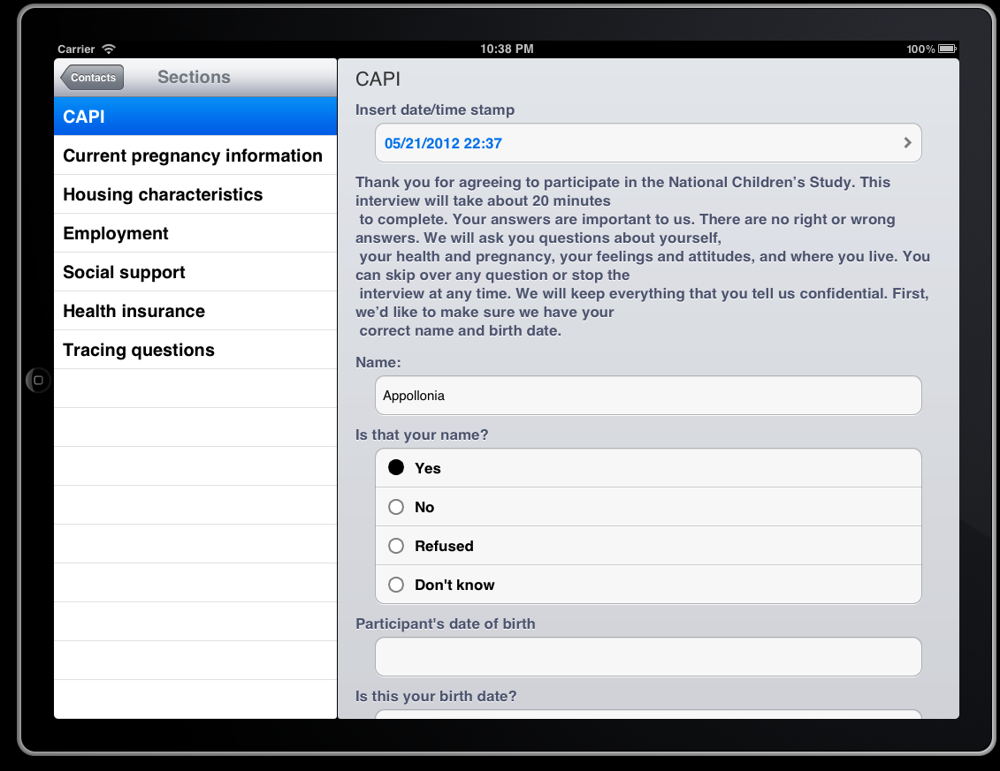 Carrier 10:38 PM 100%
Contacts Sections
CAPI
Current pregnancy information
Housing characteristics
Employment
Social support
Health insurance
Tracing questions
CAPI
Insert date/time stamp
05/21/2012 22:37
Thank you for agreeing to participate in the National Children’s Study. This
interview will take about 20 minutes
to complete. Your answers are important to us. There are no right or wrong
answers. We will ask you questions about yourself,
your health and pregnancy, your feelings and attitudes, and where you live. You
can skip over any question or stop the
interview at any time. We will keep everything that you tell us confidential. First,
we’d like to make sure we have your
correct name and birth date.
Name:
Appollonia
Is that your name?
Yes
No
Refused
Don't know
Participant's date of birth
Is this your birth date?